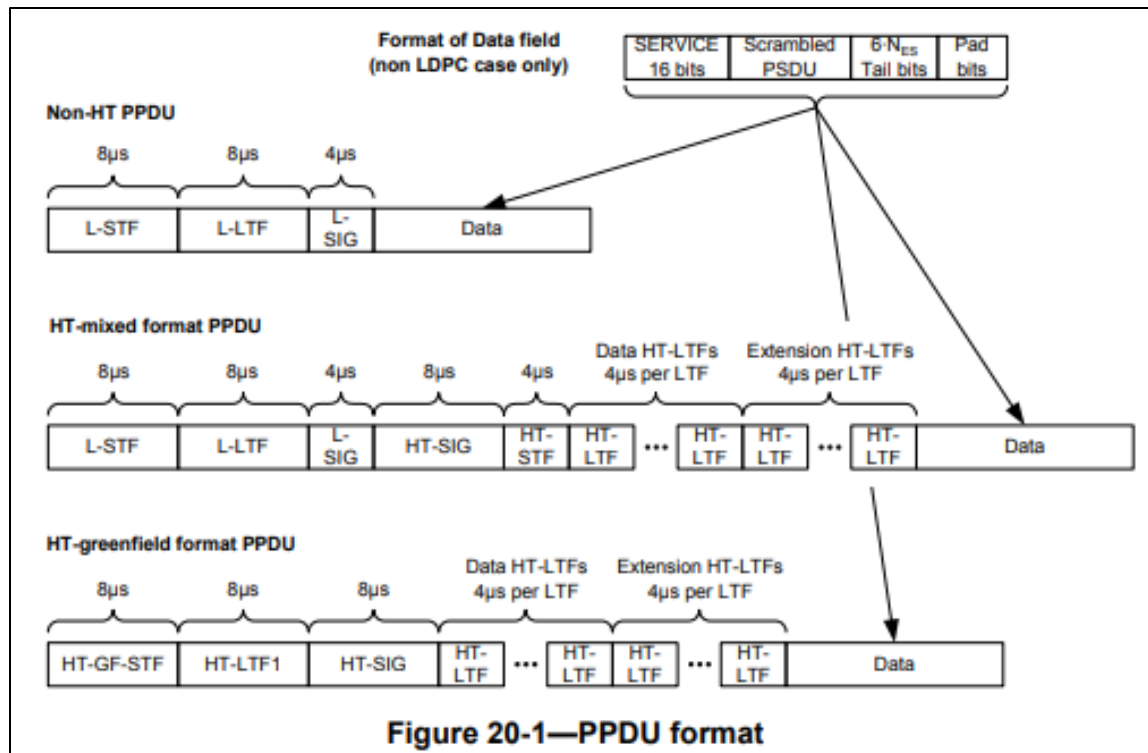 Format of Data field
(non LDPC case only)
SERVICE
16 bits
Scrambled
PSDU
6·N_ES
Tail bits
Pad
bits
Non-HT PPDU
8µs
8µs
4µs
L-STF
L-LTF
L-
SIG
Data
HT-mixed format PPDU
Data HT-LTFs
4µs per LTF
Extension HT-LTFs
4µs per LTF
8µs
8µs
4µs
8µs
4µs
L-STF
L-LTF
L-
SIG
HT-SIG
HT-
STF
HT-
LTF
•••
HT-
LTF
HT-
LTF
•••
HT-
LTF
Data
HT-greenfield format PPDU
Data HT-LTFs
4µs per LTF
Extension HT-LTFs
4µs per LTF
8µs
8µs
8µs
HT-GF-STF
HT-LTF1
HT-SIG
HT-
LTF
•••
HT-
LTF
HT-
LTF
•••
HT-
LTF
Data
Figure 20-1—PPDU format